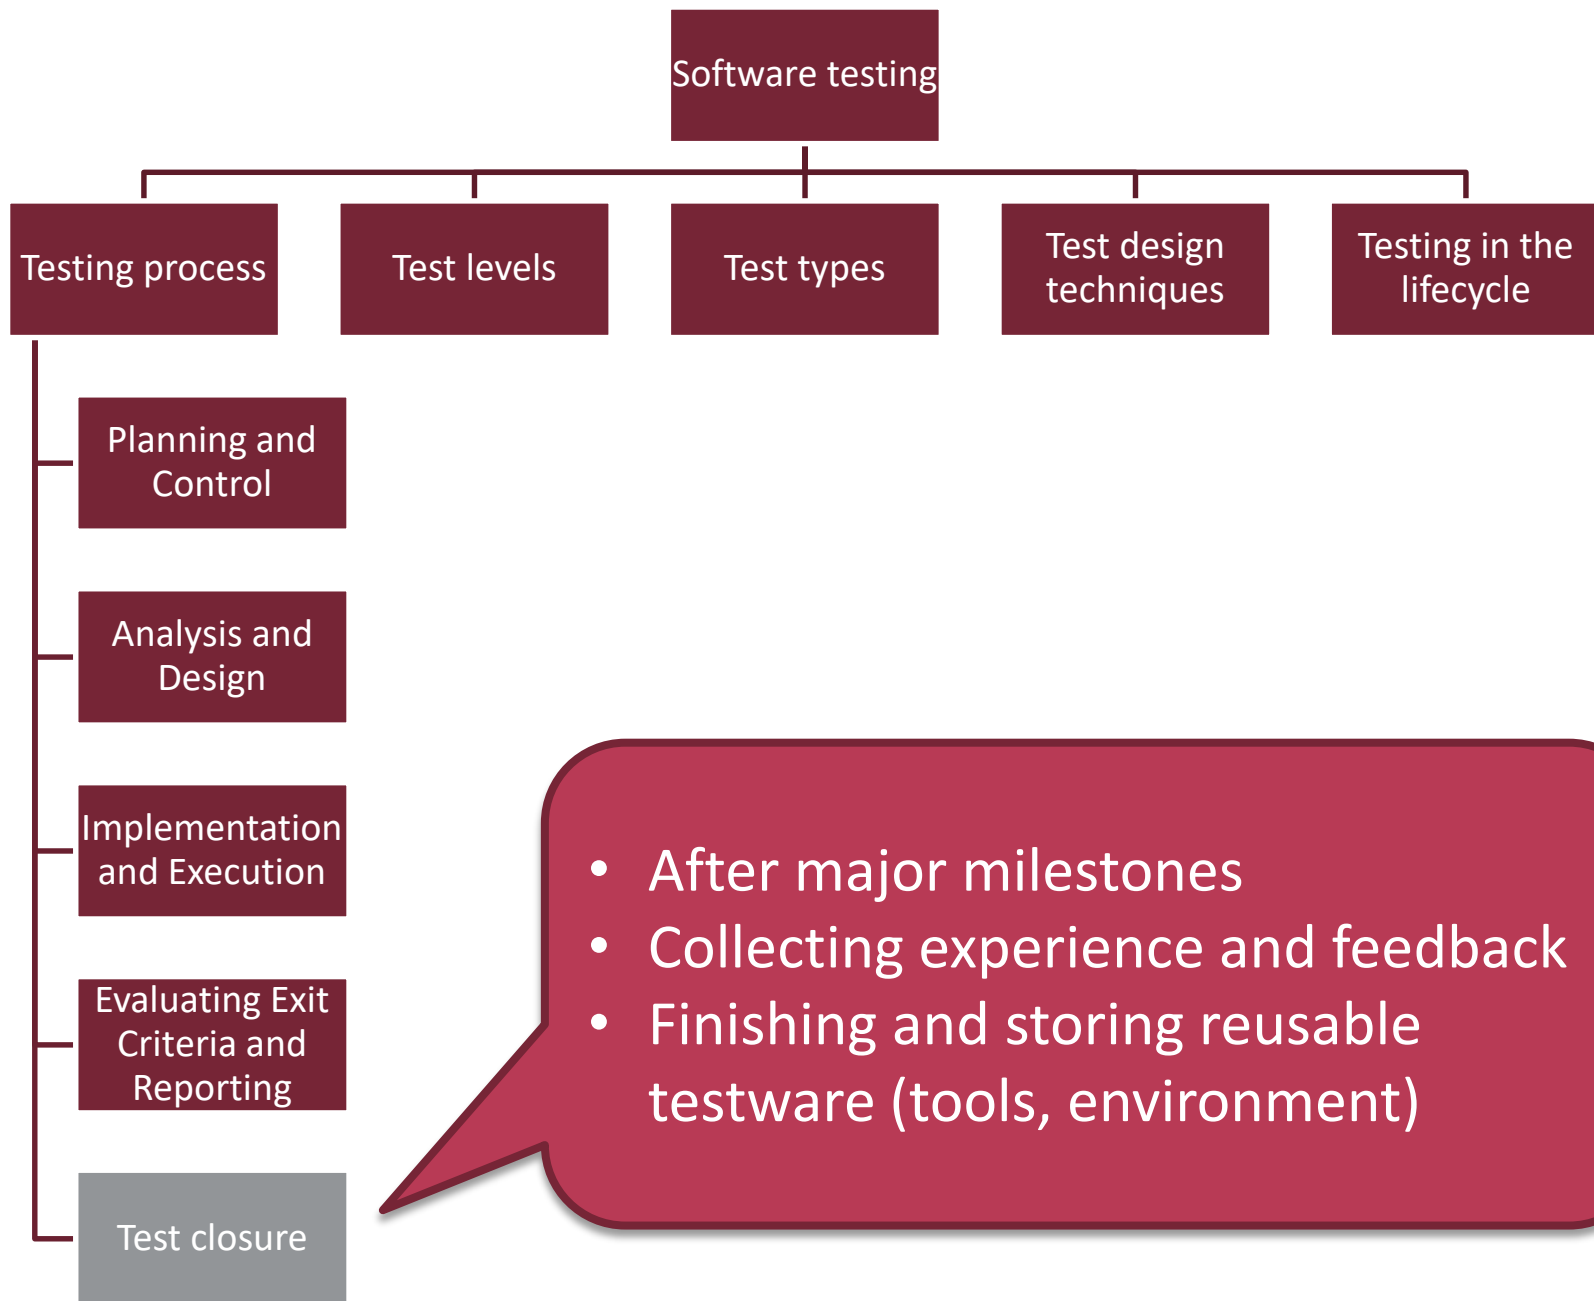 Software testing
Testing process
Test levels
Test types
Test design
techniques
Testing in the
lifecycle
Planning and
Control
Analysis and
Design
Implementation
and Execution
Evaluating Exit
Criteria and
Reporting
Test closure
• After major milestones
• Collecting experience and feedback
• Finishing and storing reusable
testware (tools, environment)